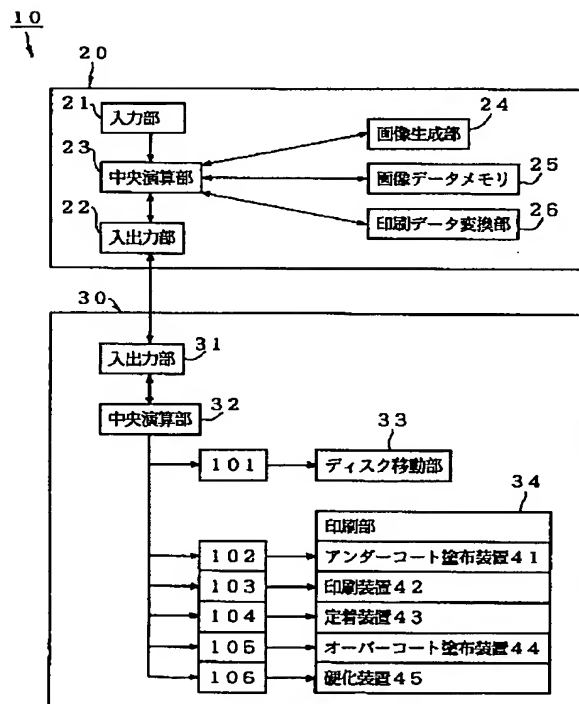 10
20
21
入力部
24
画像生成部
23
中央演算部
25
画像データメモリ
22
入出力部
26
印刷データ変換部
30
31
入出力部
32
中央演算部
33
101
ディスク移動部
34
印刷部
102
アンダーコート塗布装置41
103
印刷装置42
104
定着装置43
105
オーバーコート塗布装置44
106
硬化装置45